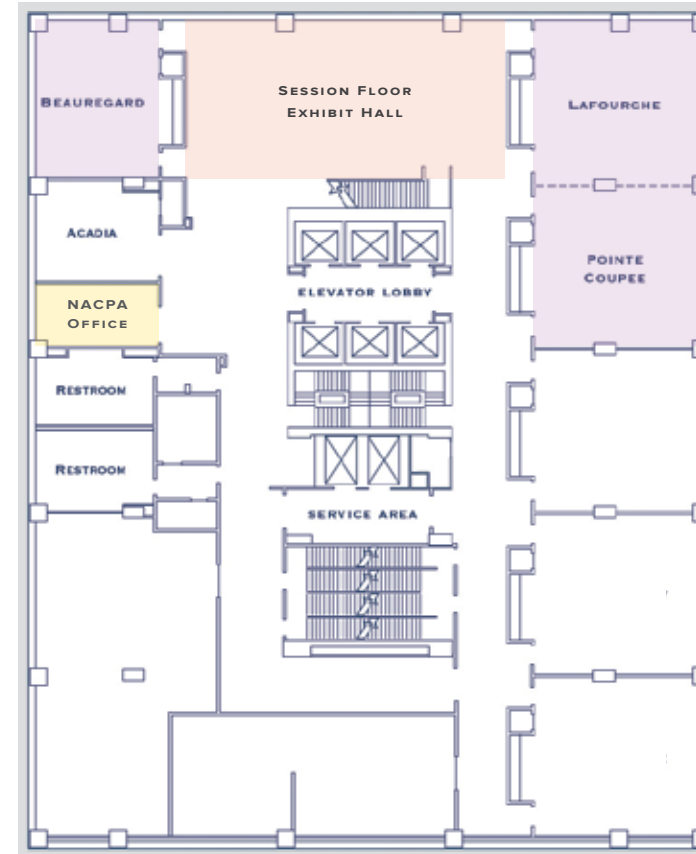 Session Floor
Exhibit Hall
Beauregard
Lafourche
Acadia
Pointe
Coupee
Elevator Lobby
NACPA
Office
Restroom
Restroom
Service Area